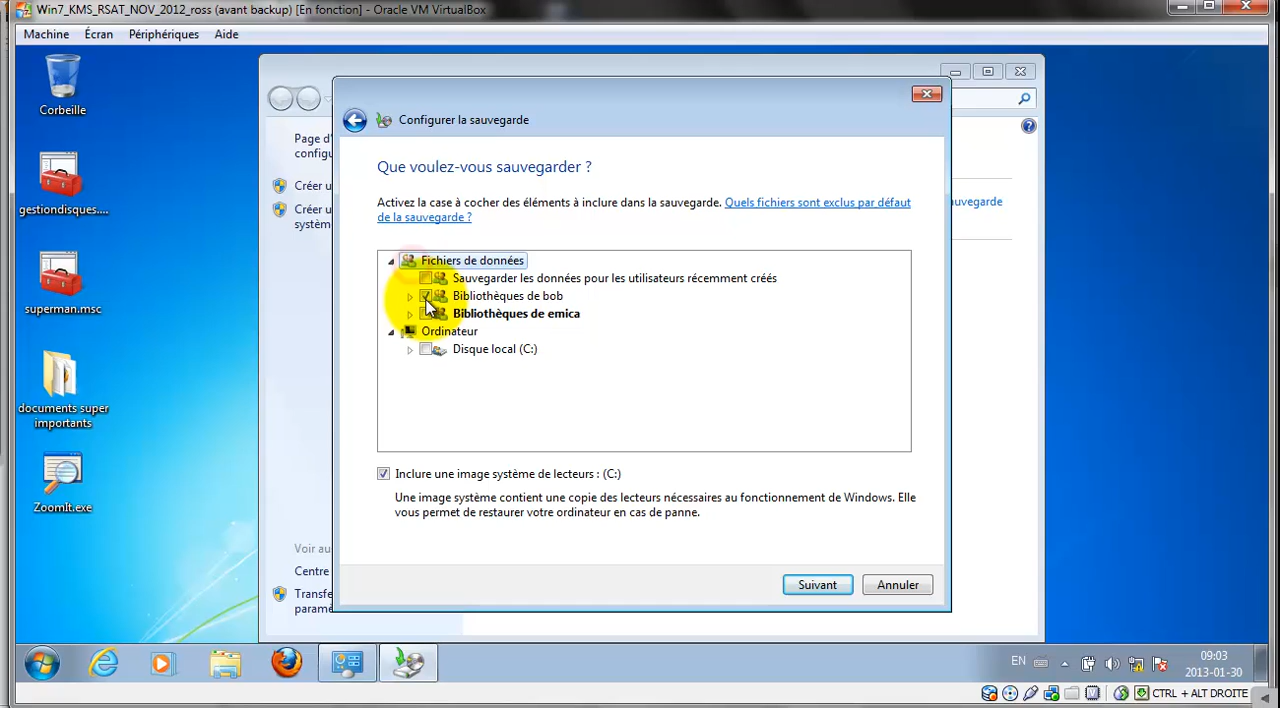 Win7_KMS_RSAT_NOV_2012_ross (avant backup) [En fonction] - Oracle VM VirtualBox
Machine Écran Périphériques Aide
Corbeille
gestiondisques....
superman.msc
documents super
importants
ZoomIt.exe
Page d'
configu
Créer u
Créer u
systèm
Voir au
Centre
Transfe
paramè
uvegarde
Configurer la sauvegarde
Que voulez-vous sauvegarder ?
Activez la case à cocher des éléments à inclure dans la sauvegarde. Quels fichiers sont exclus par défaut
de la sauvegarde ?
Fichiers de données
Sauvegarder les données pour les utilisateurs récemment créés
Bibliothèques de bob
Bibliothèques de emica
Ordinateur
Disque local (C:)
Inclure une image système de lecteurs : (C:)
Une image système contient une copie des lecteurs nécessaires au fonctionnement de Windows. Elle
vous permet de restaurer votre ordinateur en cas de panne.
Suivant Annuler
EN
09:03
2013-01-30
CTRL + ALT DROITE